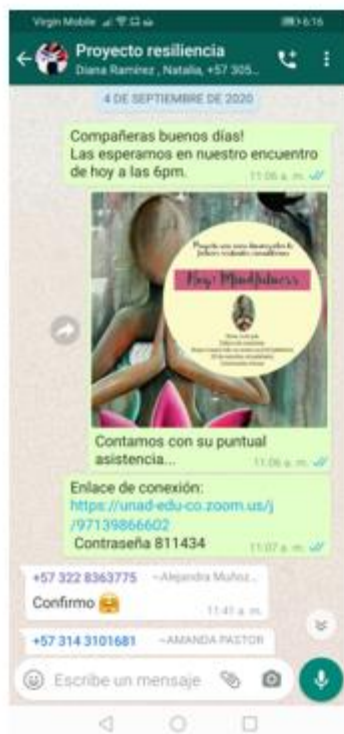 Virgin Mobile
6:16
Proyecto resiliencia
Diana Ramírez, Natalia, +57 305...
4 DE SEPTIEMBRE DE 2020
Compañeras buenos días!
Las esperamos en nuestro encuentro
de hoy a las 6pm.
11:06 a. m.
Hoy: Mindfulness
Contamos con su puntual
asistencia...
11:06 a. m.
Enlace de conexión:
https://unad-edu-co.zoom.us/j
/97139866602
Contraseña 811434
11:07 a. m.
+57 322 8363775 ~Alejandra Muñoz...
Confirmo
11:41 a. m.
+57 314 3101681 ~AMANDA PASTOR
Escribe un mensaje